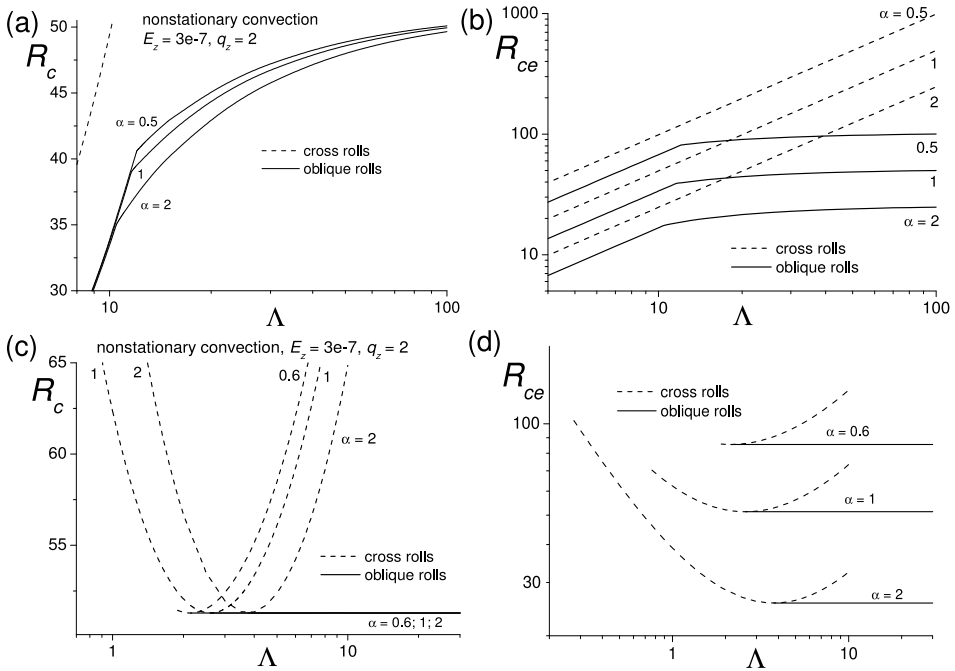 (a)
nonstationary convection
E_z = 3e-7, q_z = 2
R_c
50
45
40
35
30
α = 0.5
1
α = 2
cross rolls
oblique rolls
10
100
Λ
(b)
R_ce
1000
100
10
α = 0.5
1
2
0.5
1
α = 2
cross rolls
oblique rolls
10
100
Λ
(c)
nonstationary convection, E_z = 3e-7, q_z = 2
R_c
65
60
55
1
2
0.6
1
α = 2
cross rolls
oblique rolls
α = 0.6; 1; 2
1
10
Λ
(d)
R_ce
100
30
cross rolls
oblique rolls
α = 0.6
α = 1
α = 2
1
10
Λ